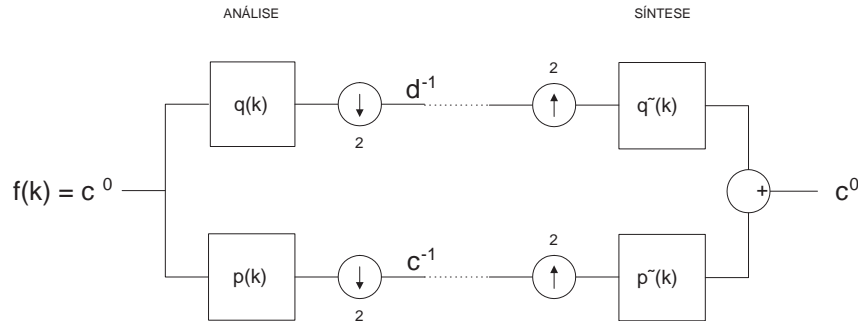 ANÁLISE
SÍNTESE
q(k)
2
d⁻¹
2
q˜(k)
f(k) = c ⁰
+
c⁰
p(k)
2
c⁻¹
2
p˜(k)